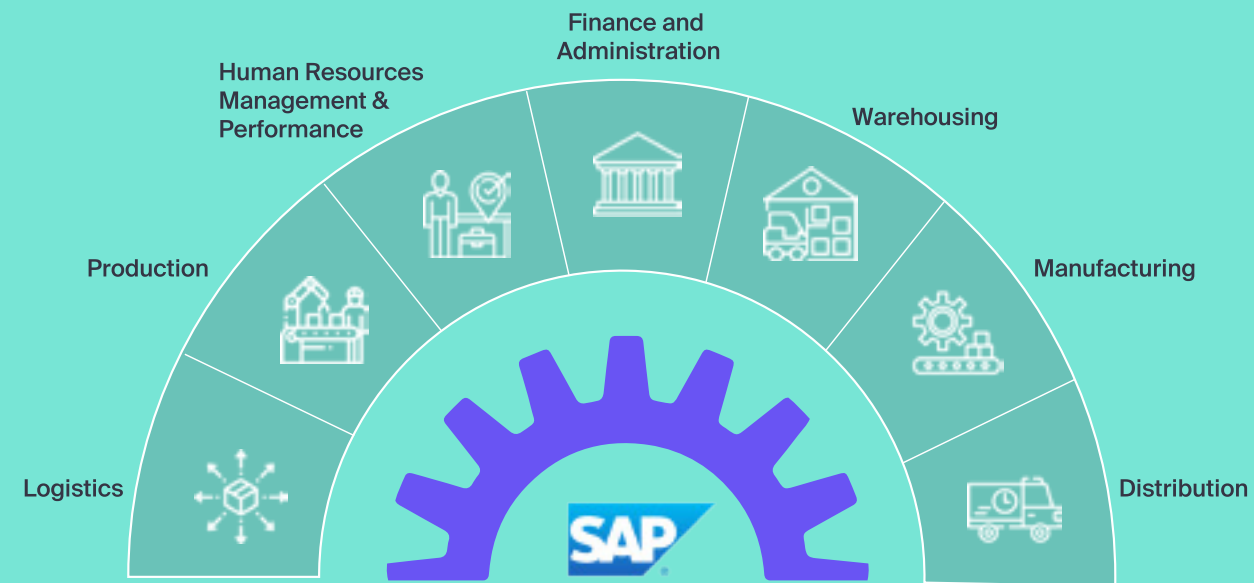 Finance and
Administration
Human Resources
Management &
Performance
Warehousing
Production
Manufacturing
Logistics
Distribution
SAP